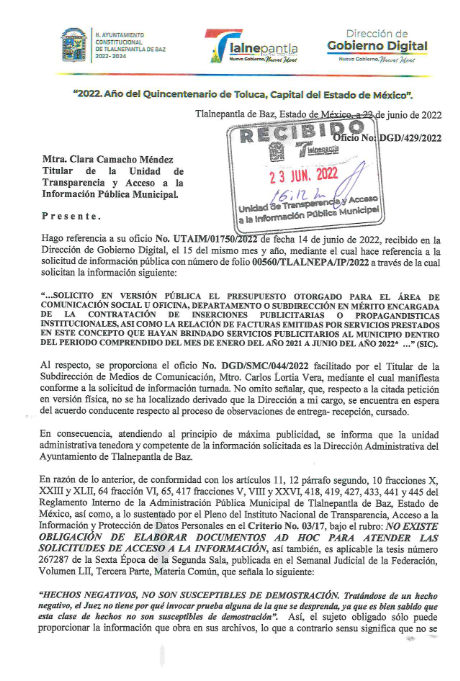 H. AYUNTAMIENTO
CONSTITUCIONAL
DE TLALNEPANTLA DE BAZ
2022-2024
Tlalnepantla
Nuevo Gobierno, Nuevas Ideas
Dirección de
Gobierno Digital
Nuevo Gobierno, Nuevas Ideas
"2022. Año del Quincentenario de Toluca, Capital del Estado de México".
Tlalnepantla de Baz, Estado de México, a 23 de junio de 2022
Oficio No: DGD/429/2022
RECIBIDO
Tlalnepantla
23 JUN. 2022
16:12
Unidad de Transparencia y Acceso
a la Información Pública Municipal
Mtra. Clara Camacho Méndez
Titular de la Unidad de
Transparencia y Acceso a la
Información Pública Municipal.
Presente.
Hago referencia a su oficio No. UTAIM/01750/2022 de fecha 14 de junio de 2022, recibido en la
Dirección de Gobierno Digital, el 15 del mismo mes y año, mediante el cual hace referencia a la
solicitud de información pública con número de folio 00560/TLALNEPA/IP/2022 a través de la cual
solicitan la información siguiente:
"...SOLICITO EN VERSIÓN PÚBLICA EL PRESUPUESTO OTORGADO PARA EL ÁREA DE
COMUNICACIÓN SOCIAL U OFICINA, DEPARTAMENTO O SUBDIRECCIÓN EN MÉRITO ENCARGADA
DE LA CONTRATACIÓN DE INSERCIONES PUBLICITARIAS O PROPAGANDISTICAS
INSTITUCIONALES, ASI COMO LA RELACIÓN DE FACTURAS EMITIDAS POR SERVICIOS PRESTADOS
EN ESTE CONCEPTO QUE HAYAN BRINDADO SERVICIOS PUBLICITARIOS AL MUNICIPIO DENTRO
DEL PERIODO COMPRENDIDO DEL MES DE ENERO DEL AÑO 2021 A JUNIO DEL AÑO 2022" ..." (SIC).
Al respecto, se proporciona el oficio No. DGD/SMC/044/2022 facilitado por el Titular de la
Subdirección de Medios de Comunicación, Mtro. Carlos Lortia Vera, mediante el cual manifiesta
conforme a la solicitud de información turnada. No omito señalar, que, respecto a la citada petición
en versión física, no se ha localizado derivado que la Dirección a mi cargo, se encuentra en espera
del acuerdo conducente respecto al proceso de observaciones de entrega- recepción, cursado.
En consecuencia, atendiendo al principio de máxima publicidad, se informa que la unidad
administrativa tenedora y competente de la información solicitada es la Dirección Administrativa del
Ayuntamiento de Tlalnepantla de Baz.
En razón de lo anterior, de conformidad con los artículos 11, 12 párrafo segundo, 10 fracciones X,
XXIII y XLII, 64 fracción VI, 65, 417 fracciones V, VIII y XXVI, 418, 419, 427, 433, 441 y 445 del
Reglamento Interno de la Administración Pública Municipal de Tlalnepantla de Baz, Estado de
México, así como, a lo sustentado por el Pleno del Instituto Nacional de Transparencia, Acceso a la
Información y Protección de Datos Personales en el Criterio No. 03/17, bajo el rubro: NO EXISTE
OBLIGACIÓN DE ELABORAR DOCUMENTOS AD HOC PARA ATENDER LAS
SOLICITUDES DE ACCESO A LA INFORMACIÓN, así también, es aplicable la tesis número
267287 de la Sexta Época de la Segunda Sala, publicada en el Semanal Judicial de la Federación,
Volumen LII, Tercera Parte, Materia Común, que señala lo siguiente:
"HECHOS NEGATIVOS, NO SON SUSCEPTIBLES DE DEMOSTRACIÓN. Tratándose de un hecho
negativo, el Juez no tiene por qué invocar prueba alguna de la que se desprenda, ya que es bien sabido que
esta clase de hechos no son susceptibles de demostración". Así, el sujeto obligado sólo puede
proporcionar la información que obra en sus archivos, lo que a contrario sensu significa que no se